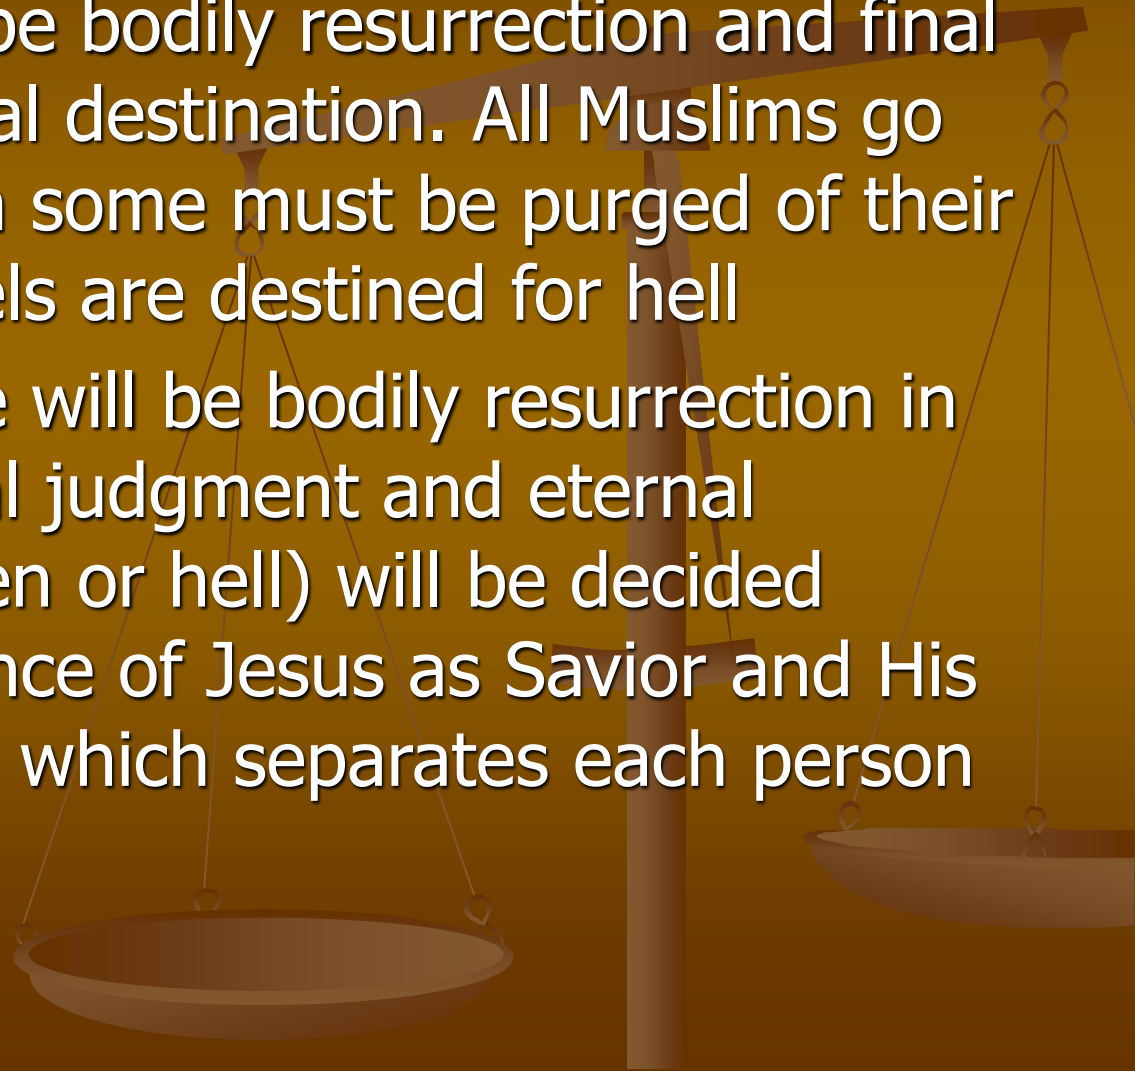 be bodily resurrection and final
al destination. All Muslims go
some must be purged of their
els are destined for hell
will be bodily resurrection in
l judgment and eternal
en or hell) will be decided
nce of Jesus as Savior and His
which separates each person